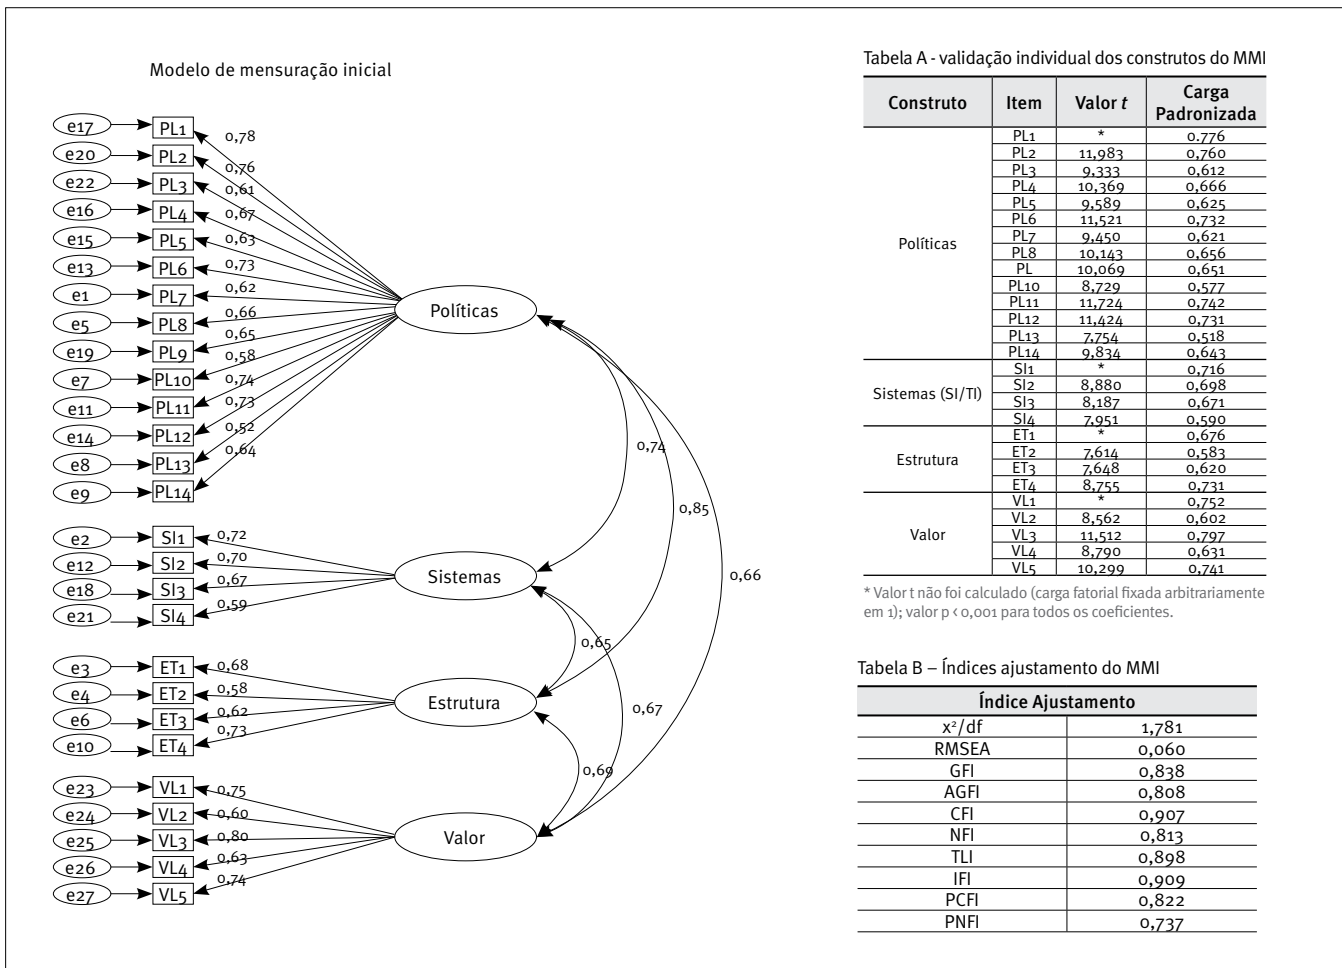 Modelo de mensuração inicial
e17 PL1 0,78
e20 PL2 0,76
e22 PL3 0,61
e16 PL4 0,67
e15 PL5 0,63
e13 PL6 0,73
e1 PL7 0,62
e5 PL8 0,66
e19 PL9 0,65
e7 PL10 0,58
e11 PL11 0,74
e14 PL12 0,73
e8 PL13 0,52
e9 PL14 0,64
Políticas
e2 SI1 0,72
e12 SI2 0,70
e18 SI3 0,67
e21 SI4 0,59
Sistemas
e3 ET1 0,68
e4 ET2 0,58
e6 ET3 0,62
e10 ET4 0,73
Estrutura
e23 VL1 0,75
e24 VL2 0,60
e25 VL3 0,80
e26 VL4 0,63
e27 VL5 0,74
Valor
0,74
0,85
0,66
0,65
0,67
0,69
Tabela A - validação individual dos construtos do MMI
Construto Item Valor t Carga Padronizada
Políticas
PL1 * 0.776
PL2 11,983 0,760
PL3 9,333 0,612
PL4 10,369 0,666
PL5 9,589 0,625
PL6 11,521 0,732
PL7 9,450 0,621
PL8 10,143 0,656
PL 10,069 0,651
PL10 8,729 0,577
PL11 11,724 0,742
PL12 11,424 0,731
PL13 7,754 0,518
PL14 9,834 0,643
Sistemas (SI/TI)
SI1 * 0,716
SI2 8,880 0,698
SI3 8,187 0,671
SI4 7,951 0,590
Estrutura
ET1 * 0,676
ET2 7,614 0,583
ET3 7,648 0,620
ET4 8,755 0,731
Valor
VL1 * 0,752
VL2 8,562 0,602
VL3 11,512 0,797
VL4 8,790 0,631
VL5 10,299 0,741
* Valor t não foi calculado (carga fatorial fixada arbitrariamente
em 1); valor p < 0,001 para todos os coeficientes.
Tabela B – Índices ajustamento do MMI
Índice Ajustamento
x²/df 1,781
RMSEA 0,060
GFI 0,838
AGFI 0,808
CFI 0,907
NFI 0,813
TLI 0,898
IFI 0,909
PCFI 0,822
PNFI 0,737